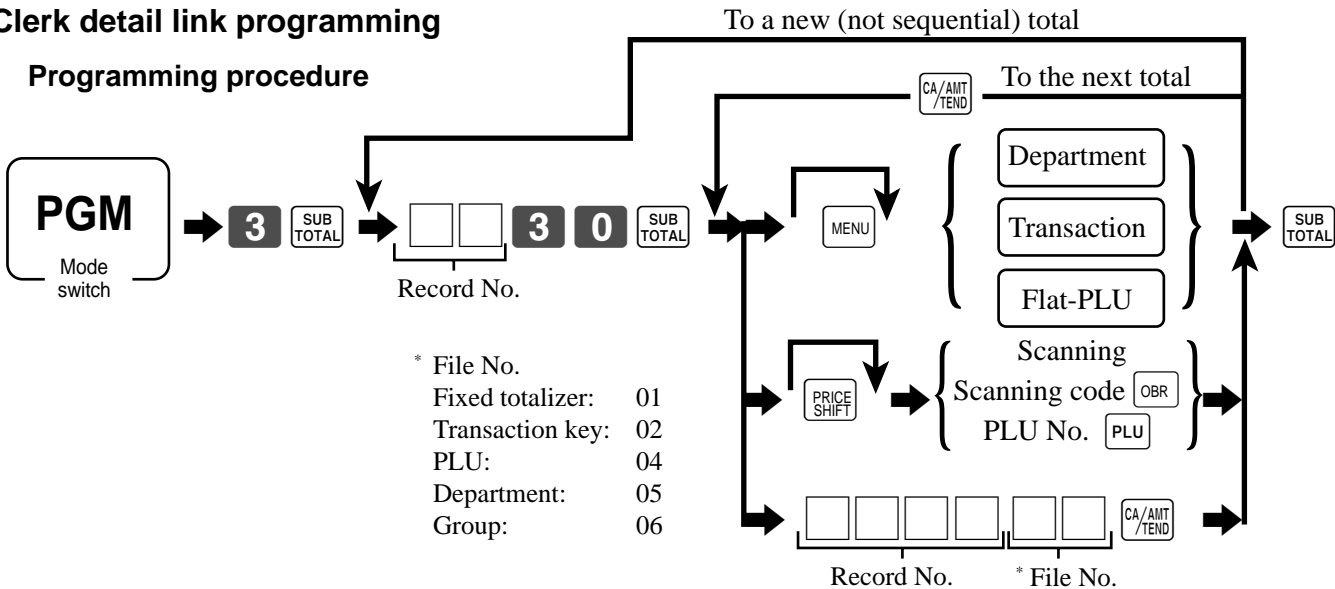 Clerk detail link programming
To a new (not sequential) total
Programming procedure
CA/AMT
/TEND
To the next total
PGM
Mode
switch
3
SUB
TOTAL
3 0
SUB
TOTAL
Record No.
MENU
Department
Transaction
Flat-PLU
SUB
TOTAL
* File No.
Fixed totalizer: 01
Transaction key: 02
PLU: 04
Department: 05
Group: 06
PRICE
SHIFT
Scanning
Scanning code OBR
PLU No. PLU
CA/AMT
/TEND
Record No.
* File No.